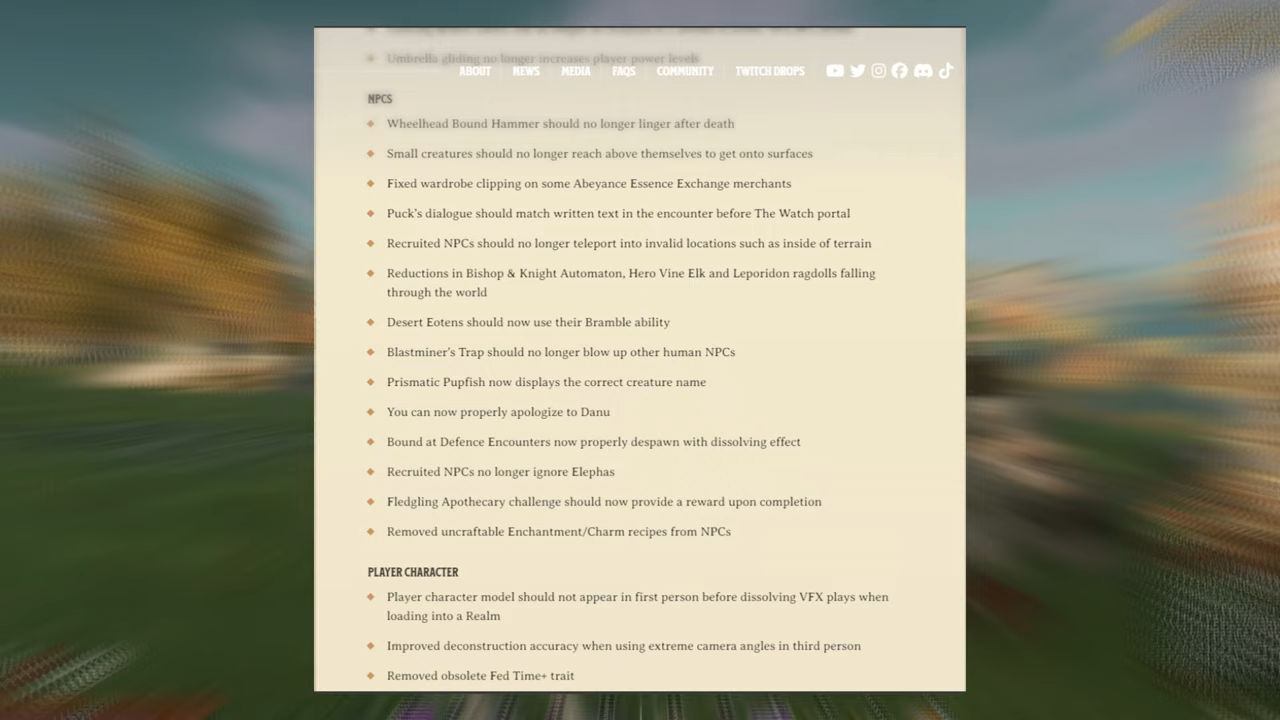 Umbrella gliding no longer increases player power levels
ABOUT NEWS MEDIA FAQS COMMUNITY TWITCH DROPS
NPCS
Wheelhead Bound Hammer should no longer linger after death
Small creatures should no longer reach above themselves to get onto surfaces
Fixed wardrobe clipping on some Abeyance Essence Exchange merchants
Puck's dialogue should match written text in the encounter before The Watch portal
Recruited NPCs should no longer teleport into invalid locations such as inside of terrain
Reductions in Bishop & Knight Automaton, Hero Vine Elk and Leporidon ragdolls falling
through the world
Desert Eotens should now use their Bramble ability
Blastminer's Trap should no longer blow up other human NPCs
Prismatic Pupfish now displays the correct creature name
You can now properly apologize to Danu
Bound at Defence Encounters now properly despawn with dissolving effect
Recruited NPCs no longer ignore Elephas
Fledgling Apothecary challenge should now provide a reward upon completion
Removed uncraftable Enchantment/Charm recipes from NPCs
PLAYER CHARACTER
Player character model should not appear in first person before dissolving VFX plays when
loading into a Realm
Improved deconstruction accuracy when using extreme camera angles in third person
Removed obsolete Fed Time+ trait